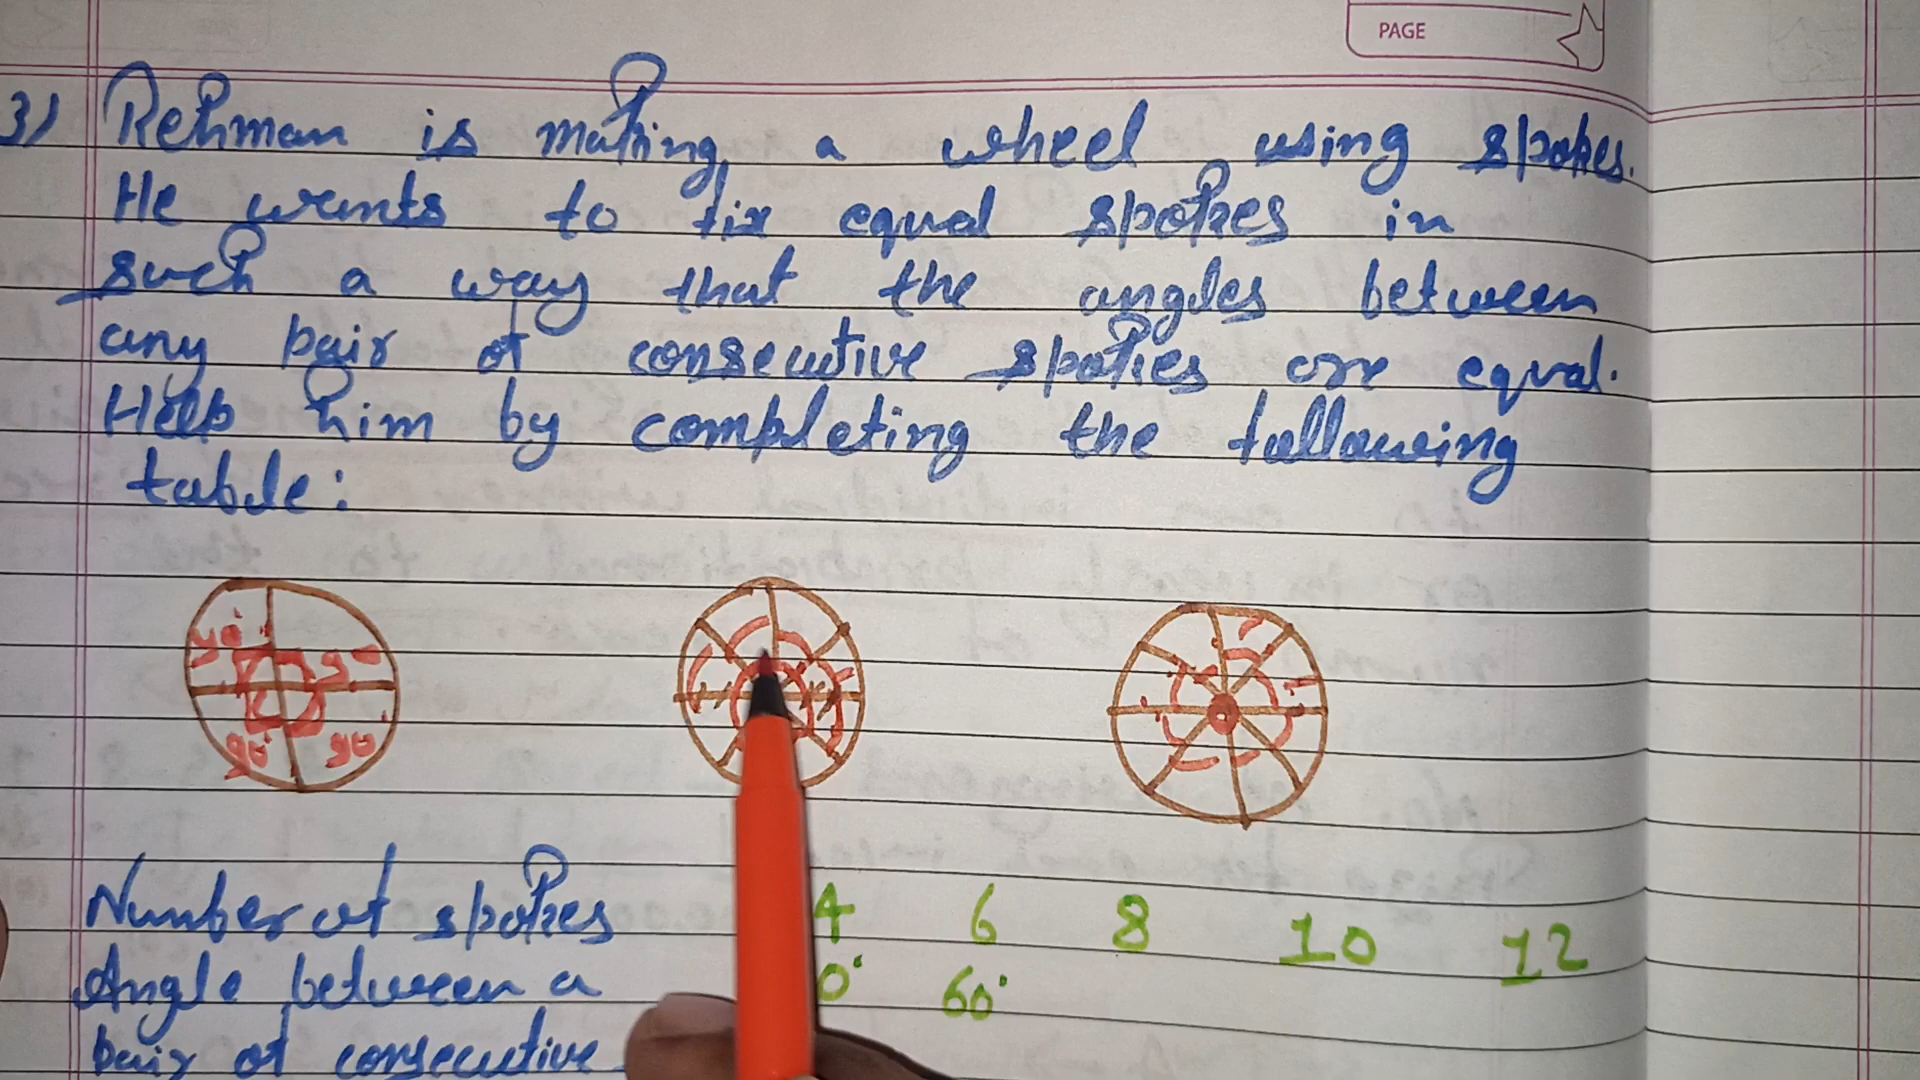 PAGE
3) Rehman is making a wheel using spokes.
He wants to fix equal spokes in
such a way that the angles between
any pair of consecutive spokes are equal.
Help him by completing the following
table:
90° 90°
90° 90
Number of spokes 4 6 8 10 12
Angle between a 0° 60°
pair of consecutive